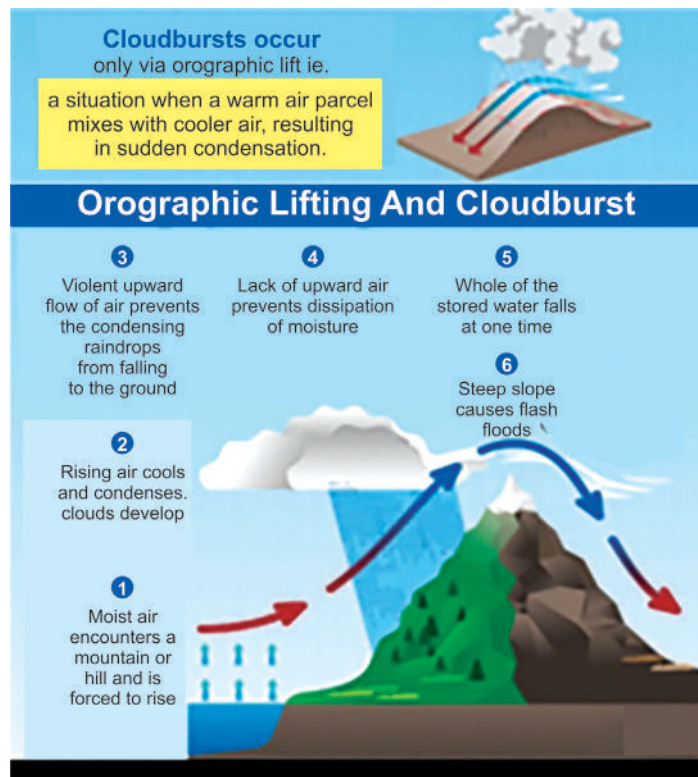 Cloudbursts occur
only via orographic lift ie.
a situation when a warm air parcel
mixes with cooler air, resulting
in sudden condensation.
Orographic Lifting And Cloudburst
3
Violent upward
flow of air prevents
the condensing
raindrops
from falling
to the ground
4
Lack of upward air
prevents dissipation
of moisture
5
Whole of the
stored water falls
at one time
6
Steep slope
causes flash
floods
2
Rising air cools
and condenses.
clouds develop
1
Moist air
encounters a
mountain or
hill and is
forced to rise